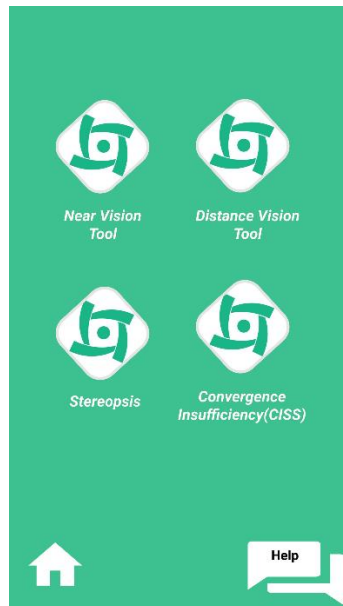 Near Vision
Tool
Distance Vision
Tool
Stereopsis
Convergence
Insufficiency(CISS)
Help